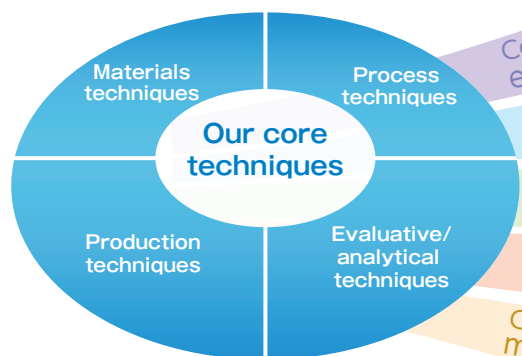 Materials
techniques
Process
techniques
Our core
techniques
Production
techniques
Evaluative/
analytical
techniques